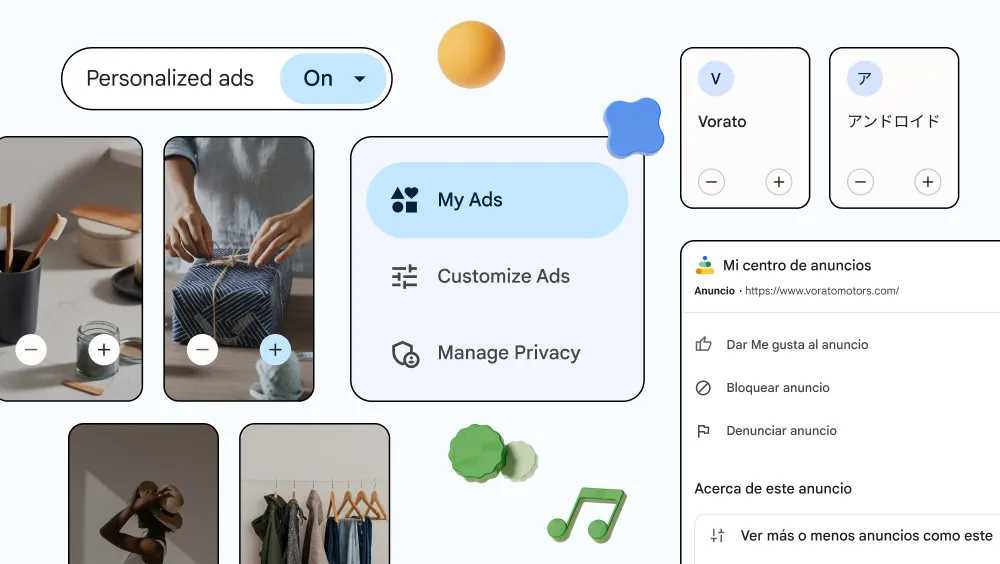 Personalized ads
On
My Ads
Customize Ads
Manage Privacy
V
Vorato
ア
アンドロイド
Mi centro de anuncios
Anuncio · https://www.voratomotors.com/
Dar Me gusta al anuncio
Bloquear anuncio
Denunciar anuncio
Acerca de este anuncio
Ver más o menos anuncios como este